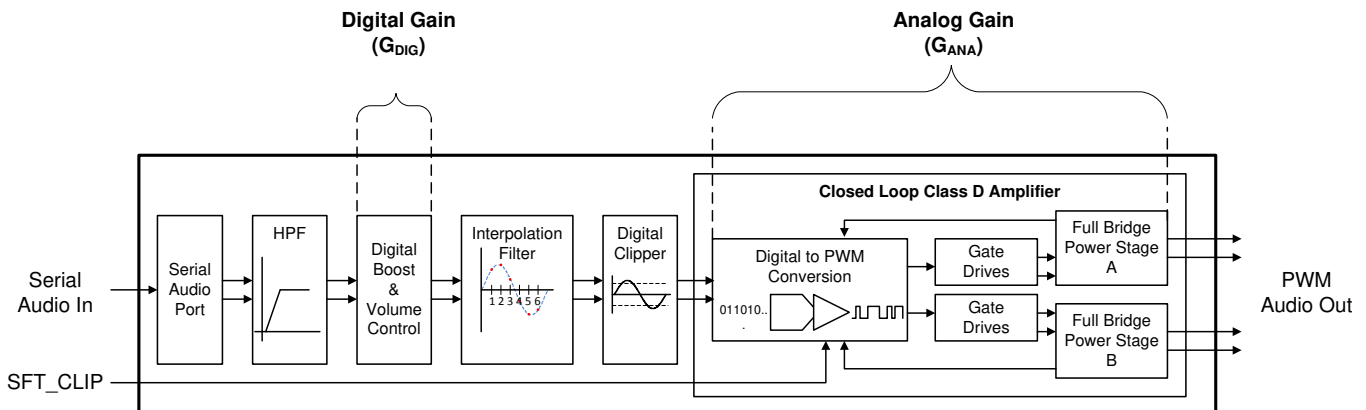 Digital Gain
(GDIG)
Analog Gain
(GANA)
Closed Loop Class D Amplifier
Serial
Audio In
Serial
Audio
Port
HPF
Digital
Boost
&
Volume
Control
Interpolation
Filter
1 2 3 4 5 6
Digital
Clipper
Digital to PWM
Conversion
011010..
.
Gate
Drives
Gate
Drives
Full Bridge
Power Stage
A
Full Bridge
Power Stage
B
PWM
Audio Out
SFT_CLIP